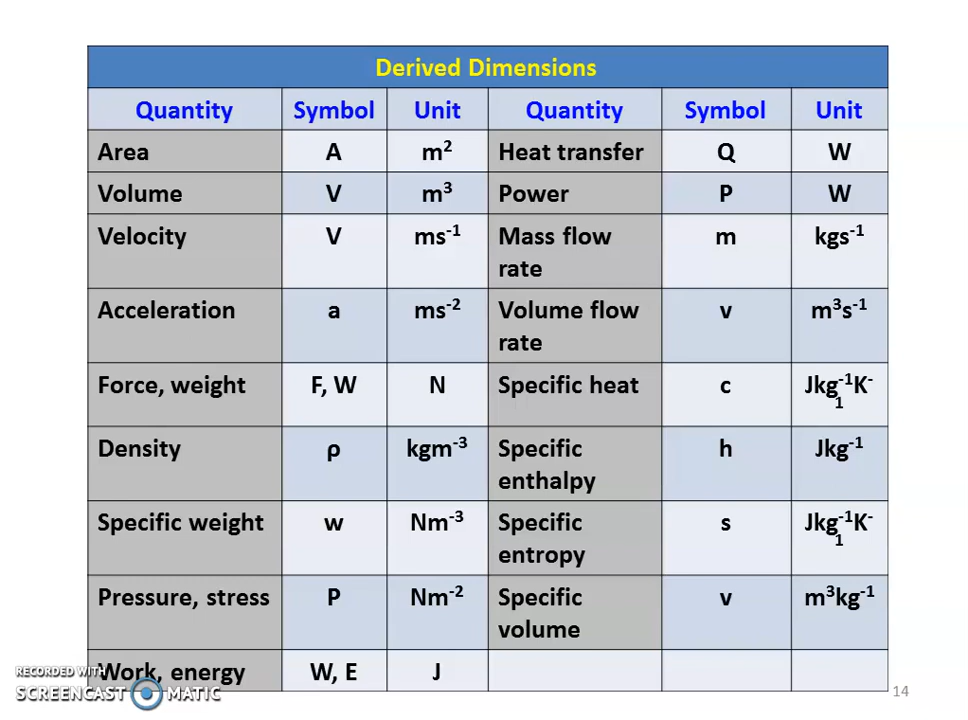 Derived Dimensions
Quantity Symbol Unit Quantity Symbol Unit
Area A m² Heat transfer Q W
Volume V m³ Power P W
Velocity V ms⁻¹ Mass flow m kgs⁻¹
rate
Acceleration a ms⁻² Volume flow v m³s⁻¹
rate
Force, weight F, W N Specific heat c Jkg⁻¹K⁻
¹
Density ρ kgm⁻³ Specific h Jkg⁻¹
enthalpy
Specific weight w Nm⁻³ Specific s Jkg⁻¹K⁻
entropy ¹
Pressure, stress P Nm⁻² Specific v m³kg⁻¹
volume
Work, energy W, E J
RECORDED WITH
SCREENCAST MATIC
14